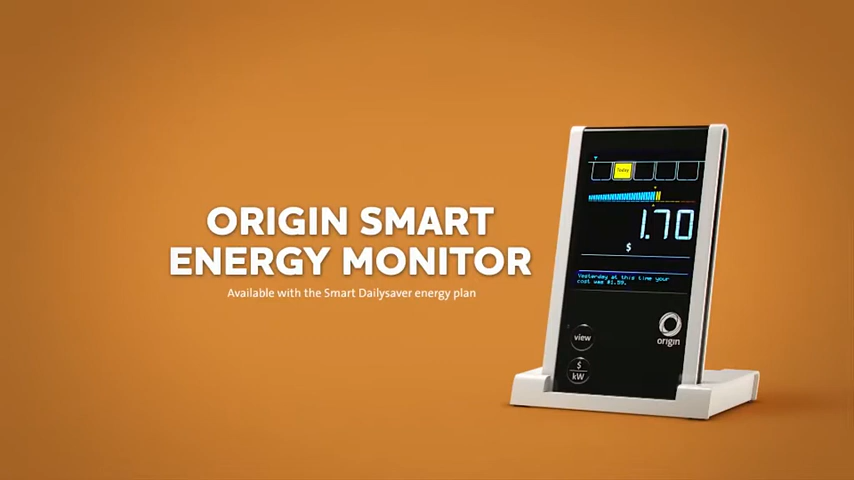 ORIGIN SMART
ENERGY MONITOR
Available with the Smart Dailysaver energy plan
Today
1.70
$
Yesterday at this time your
cost was $1.59.
view
origin
$
kW